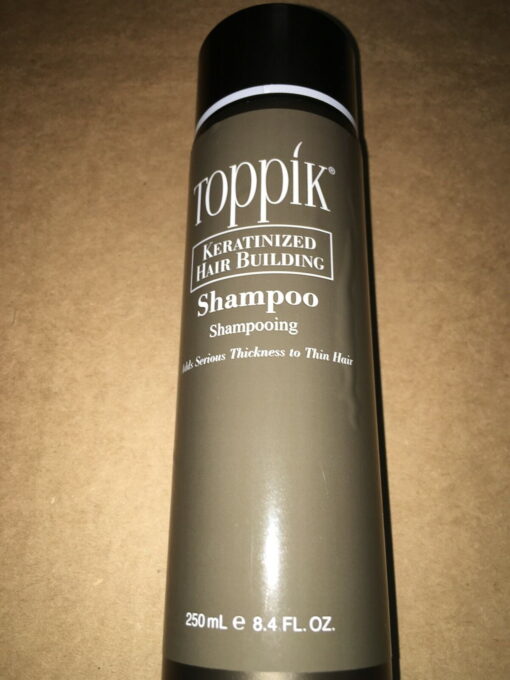 TOPPIK®
KERATINIZED
HAIR BUILDING
Shampoo
Shampooing
Adds Serious Thickness to Thin Hair
250 mL e 8.4 FL. OZ.